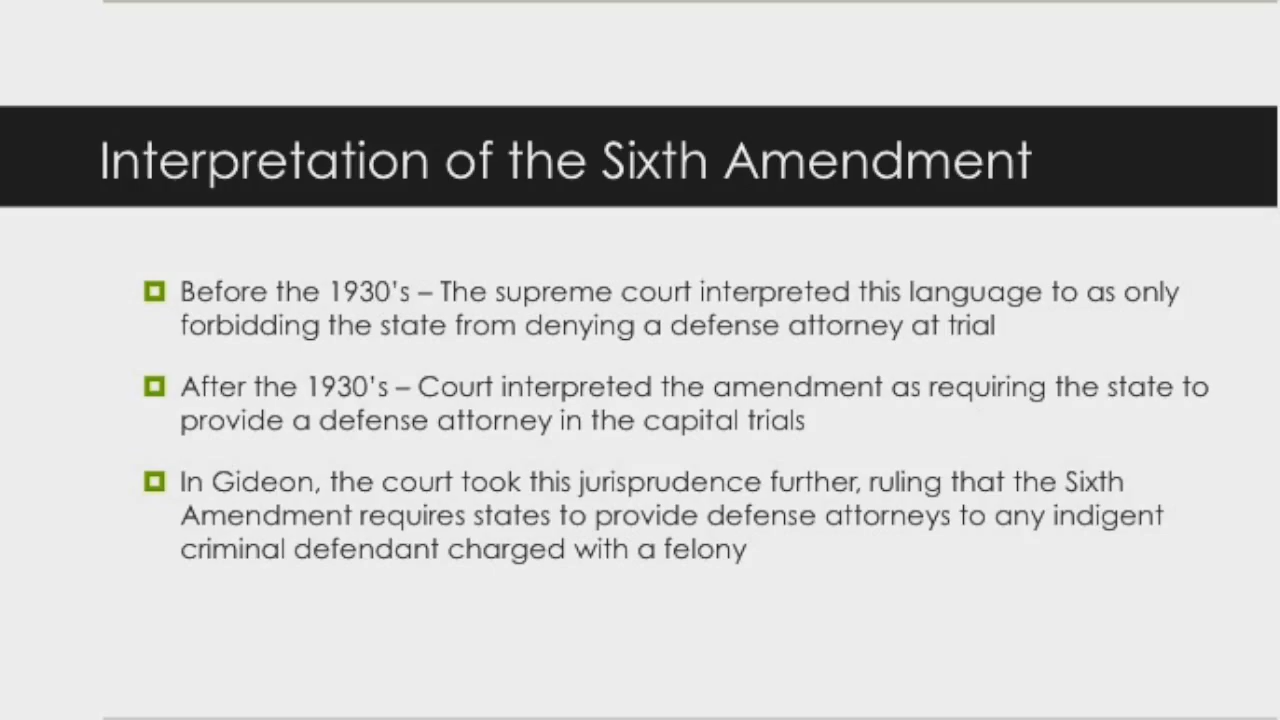 Interpretation of the Sixth Amendment
Before the 1930's – The supreme court interpreted this language to as only
forbidding the state from denying a defense attorney at trial
After the 1930's – Court interpreted the amendment as requiring the state to
provide a defense attorney in the capital trials
In Gideon, the court took this jurisprudence further, ruling that the Sixth
Amendment requires states to provide defense attorneys to any indigent
criminal defendant charged with a felony